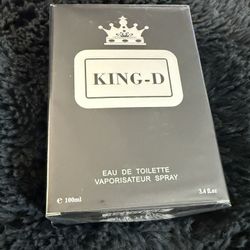 KING-D
EAU DE TOILETTE
VAPORISATEUR SPRAY
e 100ml 3.4 fl.oz